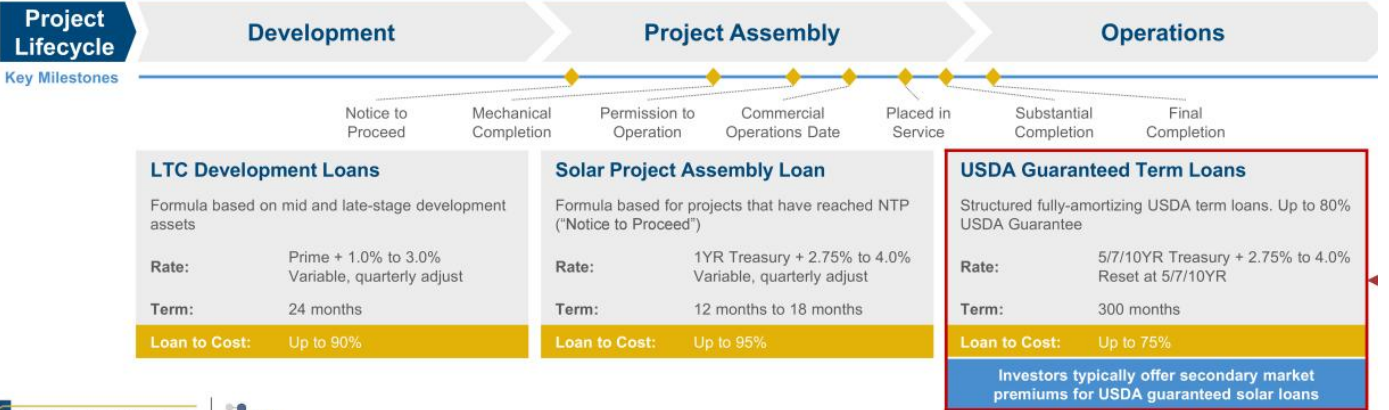 Project
Lifecycle
Development
Project Assembly
Operations
Key Milestones
Notice to
Proceed
Mechanical
Completion
Permission to
Operation
Commercial
Operations Date
Placed in
Service
Substantial
Completion
Final
Completion
LTC Development Loans
Formula based on mid and late-stage development
assets
Rate:
Prime + 1.0% to 3.0%
Variable, quarterly adjust
Term: 24 months
Loan to Cost: Up to 90%
Solar Project Assembly Loan
Formula based for projects that have reached NTP
("Notice to Proceed")
Rate:
1YR Treasury + 2.75% to 4.0%
Variable, quarterly adjust
Term: 12 months to 18 months
Loan to Cost: Up to 95%
USDA Guaranteed Term Loans
Structured fully-amortizing USDA term loans. Up to 80%
USDA Guarantee
Rate:
5/7/10YR Treasury + 2.75% to 4.0%
Reset at 5/7/10YR
Term: 300 months
Loan to Cost: Up to 75%
Investors typically offer secondary market
premiums for USDA guaranteed solar loans